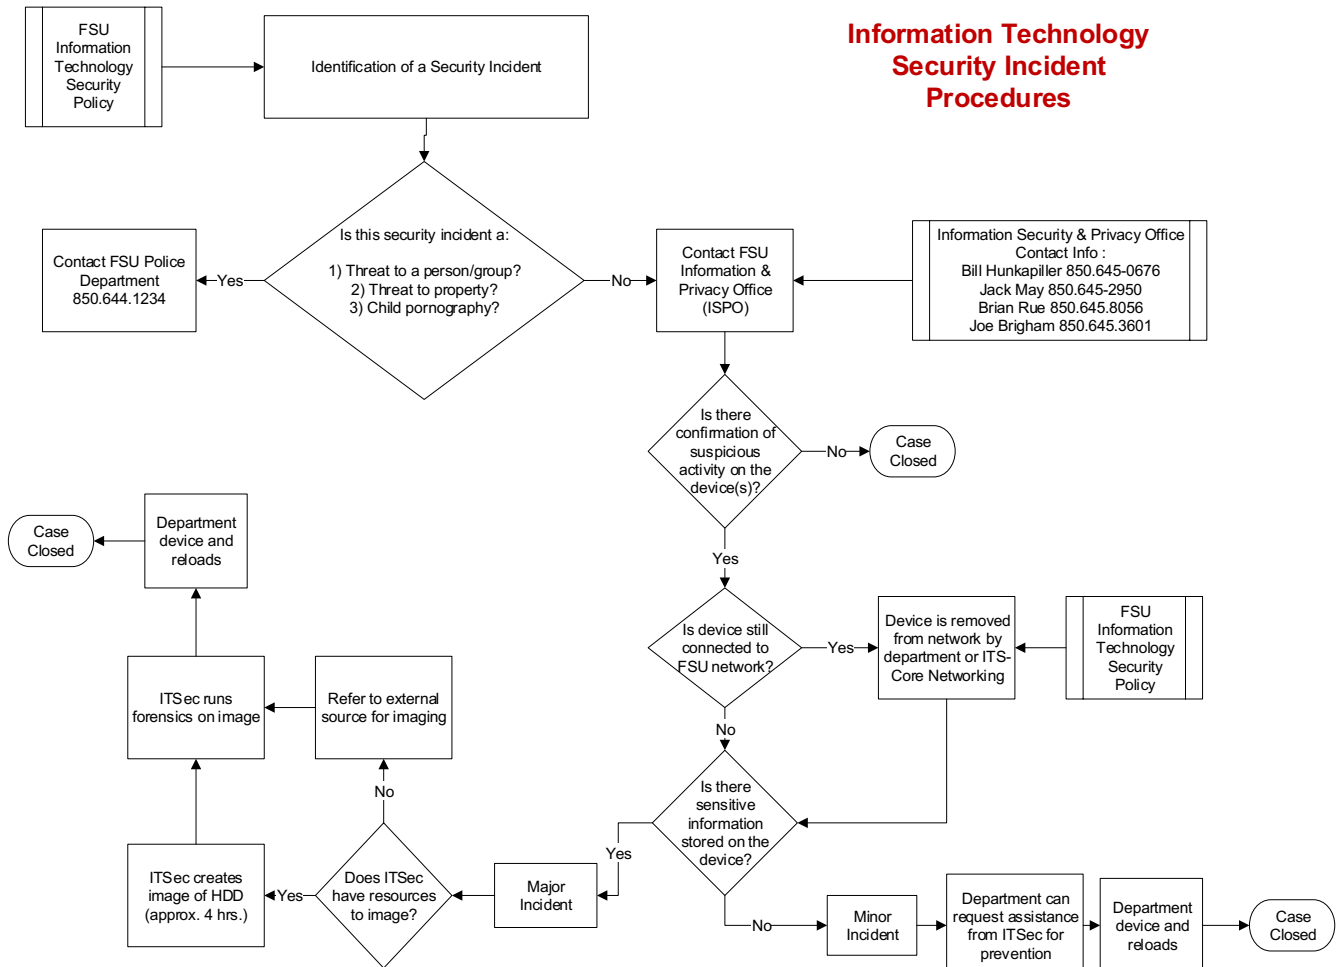 Information Technology
Security Incident
Procedures
FSU
Information
Technology
Security
Policy
Identification of a Security Incident
Is this security incident a:
1) Threat to a person/group?
2) Threat to property?
3) Child pornography?
Yes
Contact FSU Police
Department
850.644.1234
No
Contact FSU
Information &
Privacy Office
(ISPO)
Information Security & Privacy Office
Contact Info :
Bill Hunkapiller 850.645-0676
Jack May 850.645-2950
Brian Rue 850.645.8056
Joe Brigham 850.645.3601
Is there
confirmation of
suspicious
activity on the
device(s)?
No
Case
Closed
Yes
Is device still
connected to
FSU network?
Yes
Device is removed
from network by
department or ITS-
Core Networking
FSU
Information
Technology
Security
Policy
No
Is there
sensitive
information
stored on the
device?
Yes
Major
Incident
Does ITSec
have resources
to image?
No
Refer to external
source for imaging
Yes
ITSec creates
image of HDD
(approx. 4 hrs.)
ITSec runs
forensics on image
Department
device and
reloads
Case
Closed
No
Minor
Incident
Department can
request assistance
from ITSec for
prevention
Department
device and
reloads
Case
Closed